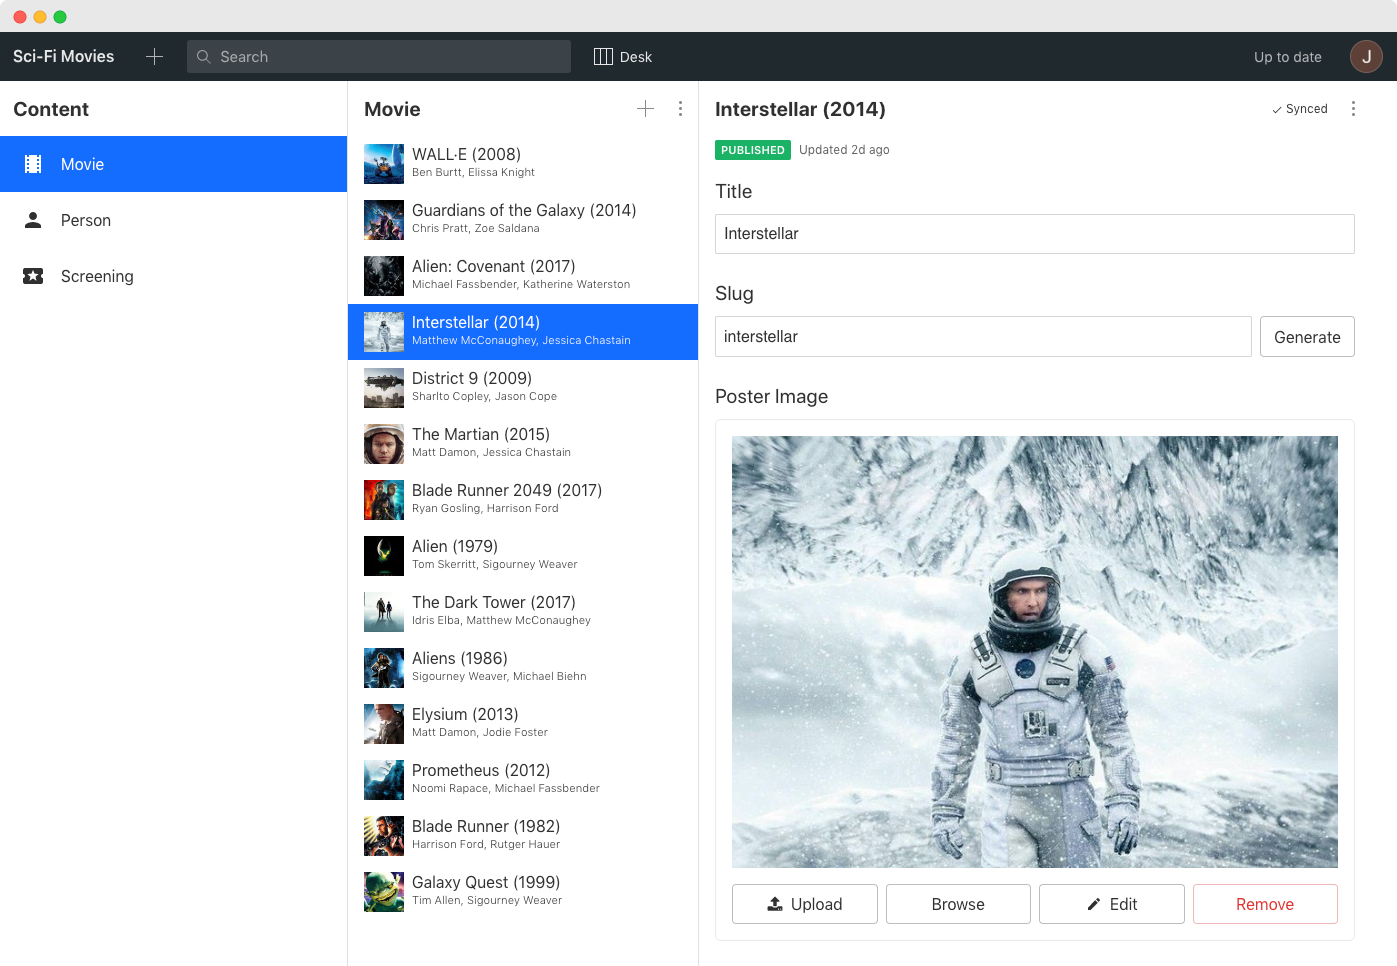 Sci-Fi Movies
Search
Desk
Up to date
J
Content
Movie
Person
Screening
Movie
WALL·E (2008)
Ben Burtt, Elissa Knight
Guardians of the Galaxy (2014)
Chris Pratt, Zoe Saldana
Alien: Covenant (2017)
Michael Fassbender, Katherine Waterston
Interstellar (2014)
Matthew McConaughey, Jessica Chastain
District 9 (2009)
Sharlto Copley, Jason Cope
The Martian (2015)
Matt Damon, Jessica Chastain
Blade Runner 2049 (2017)
Ryan Gosling, Harrison Ford
Alien (1979)
Tom Skerritt, Sigourney Weaver
The Dark Tower (2017)
Idris Elba, Matthew McConaughey
Aliens (1986)
Sigourney Weaver, Michael Biehn
Elysium (2013)
Matt Damon, Jodie Foster
Prometheus (2012)
Noomi Rapace, Michael Fassbender
Blade Runner (1982)
Harrison Ford, Rutger Hauer
Galaxy Quest (1999)
Tim Allen, Sigourney Weaver
Interstellar (2014)
Synced
PUBLISHED Updated 2d ago
Title
Interstellar
Slug
interstellar
Generate
Poster Image
Upload
Browse
Edit
Remove